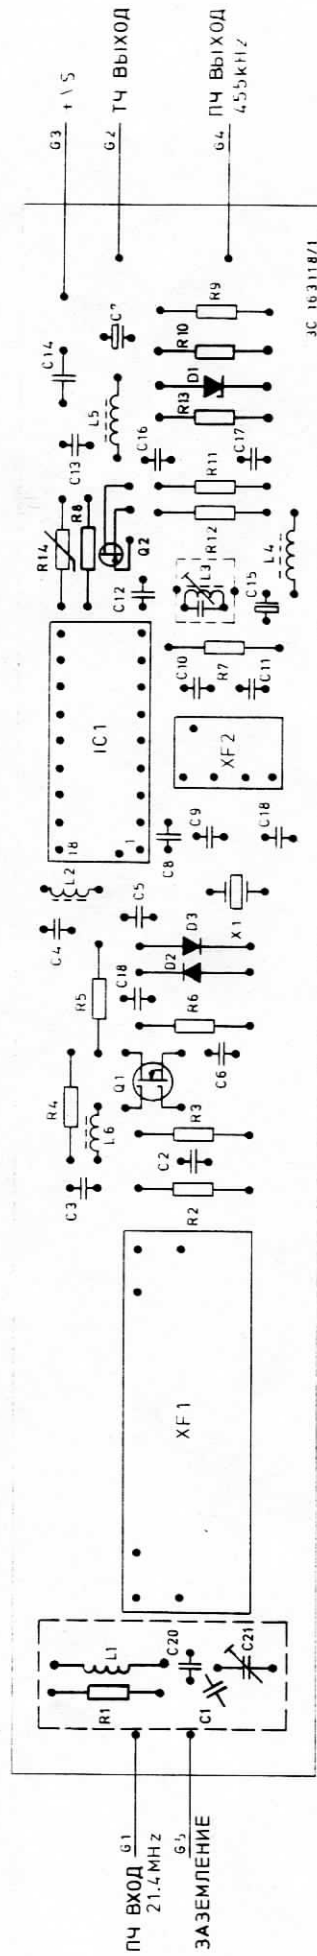 G1
ПЧ ВХОД
21.4MHz
G5
ЗАЗЕМЛЕНИЕ
R1
L1
C20
C1
C21
XF1
C3
L6
R4
R5
R2
C2
R3
Q1
C6
R6
C18
D2
D3
C5
C4
L2
X1
18
1
IC1
C8
C9
C18
XF2
C10
R7
C11
L3
C12
Q2
R14
R8
R12
R11
C15
L4
C13
C14
L5
C16
C17
R13
D1
R10
R9
G3
G2
ТЧ ВЫХОД
G4
ПЧ ВЫХОД
455kHz
3C 163118/1